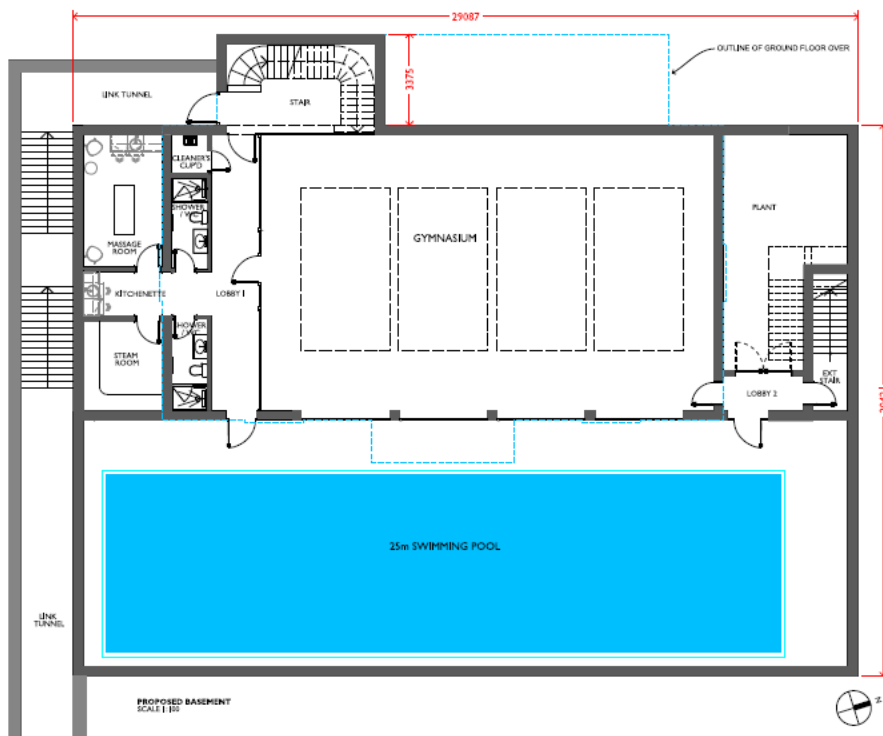 29087
OUTLINE OF GROUND FLOOR OVER
3375
LINK TUNNEL
STAIR
CLEANER'S
CUP'D
SHOWER
/ WC
PLANT
GYMNASIUM
MASSAGE
ROOM
KITCHENETTE
LOBBY 1
SHOWER
/ WC
STEAM
ROOM
EXT
STAIR
LOBBY 2
25m SWIMMING POOL
LINK
TUNNEL
PROPOSED BASEMENT
SCALE 1:100
N